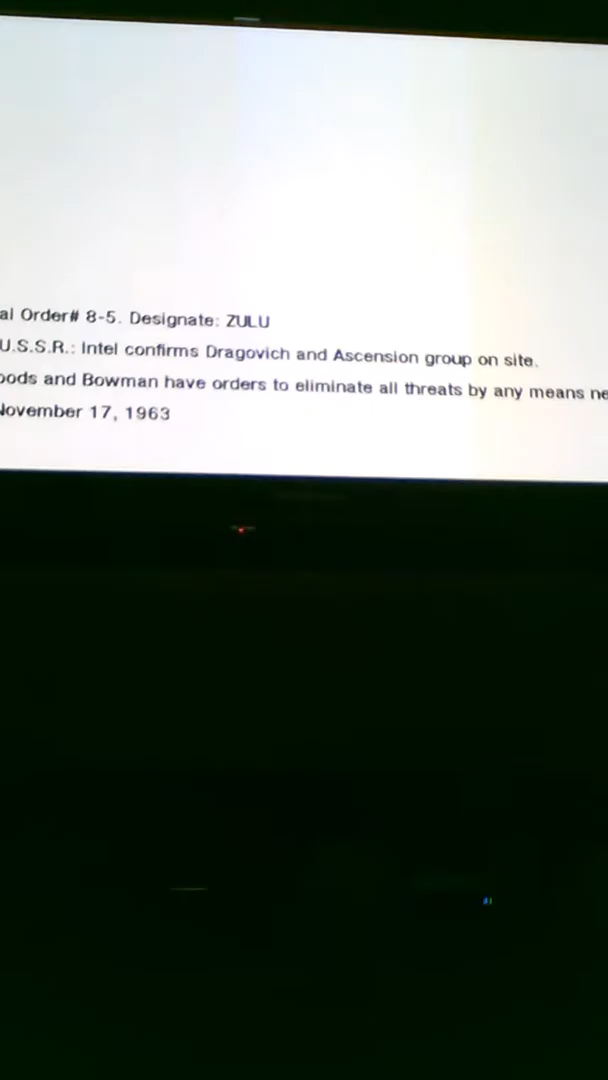 al Order# 8-5. Designate: ZULU
U.S.S.R.: Intel confirms Dragovich and Ascension group on site.
oods and Bowman have orders to eliminate all threats by any means ne
November 17, 1963